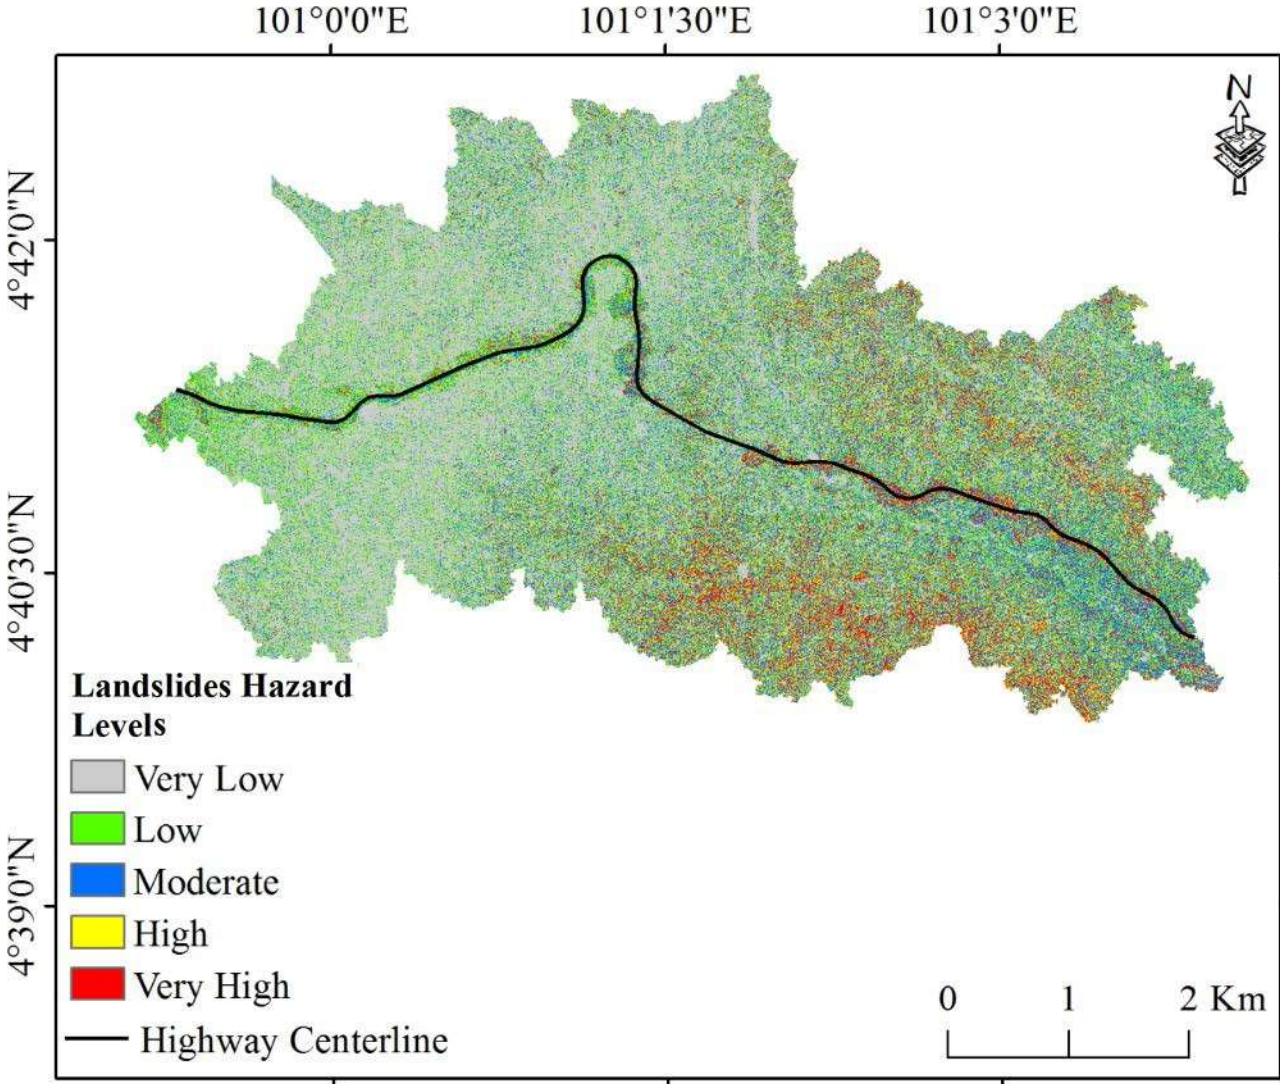 101°0'0"E 101°1'30"E 101°3'0"E
N
4°42'0"N
4°40'30"N
4°39'0"N
Landslides Hazard
Levels
Very Low
Low
Moderate
High
Very High
Highway Centerline
0 1 2 Km